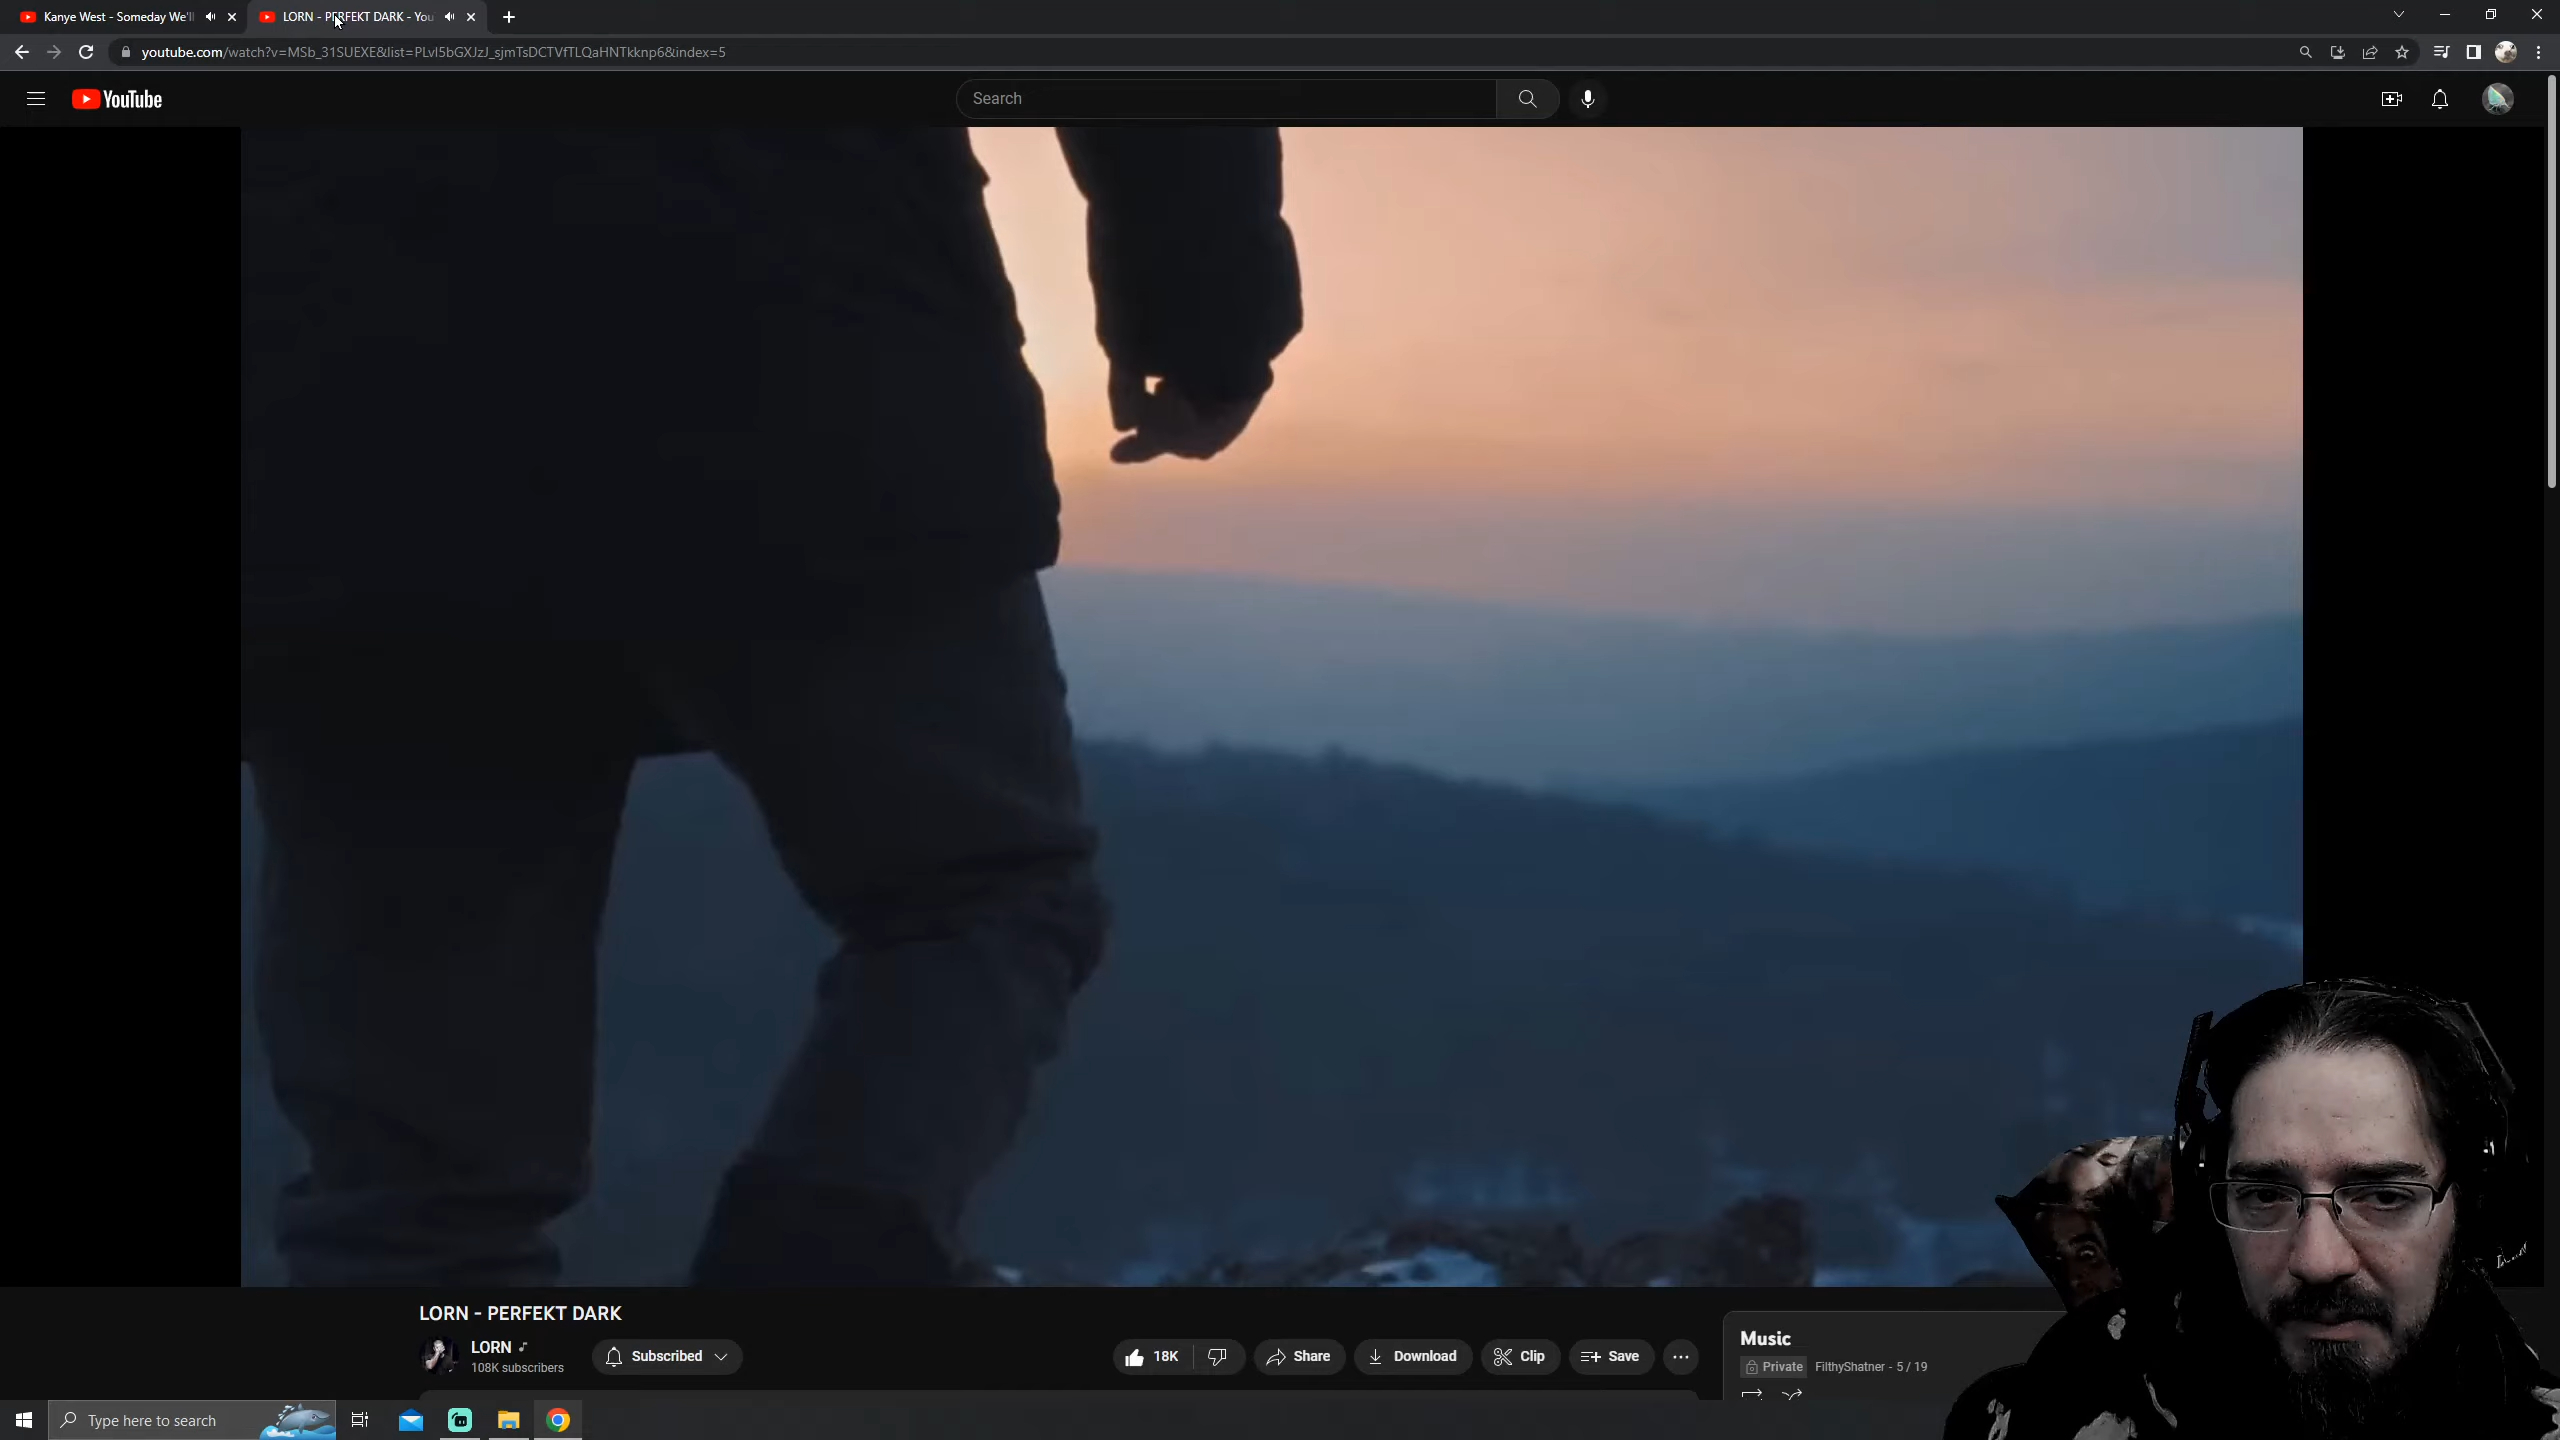 Kanye West - Someday We'll
LORN - PERFEKT DARK - You
youtube.com/watch?v=MSb_31SUEXE&list=PLvI5bGXJzJ_sjmTsDCTVfTLQaHNTkknp6&index=5
YouTube
Search
LORN - PERFEKT DARK
LORN
108K subscribers
Subscribed
18K
Share
Download
Clip
Save
Music
Private FilthyShatner - 5 / 19
Type here to search